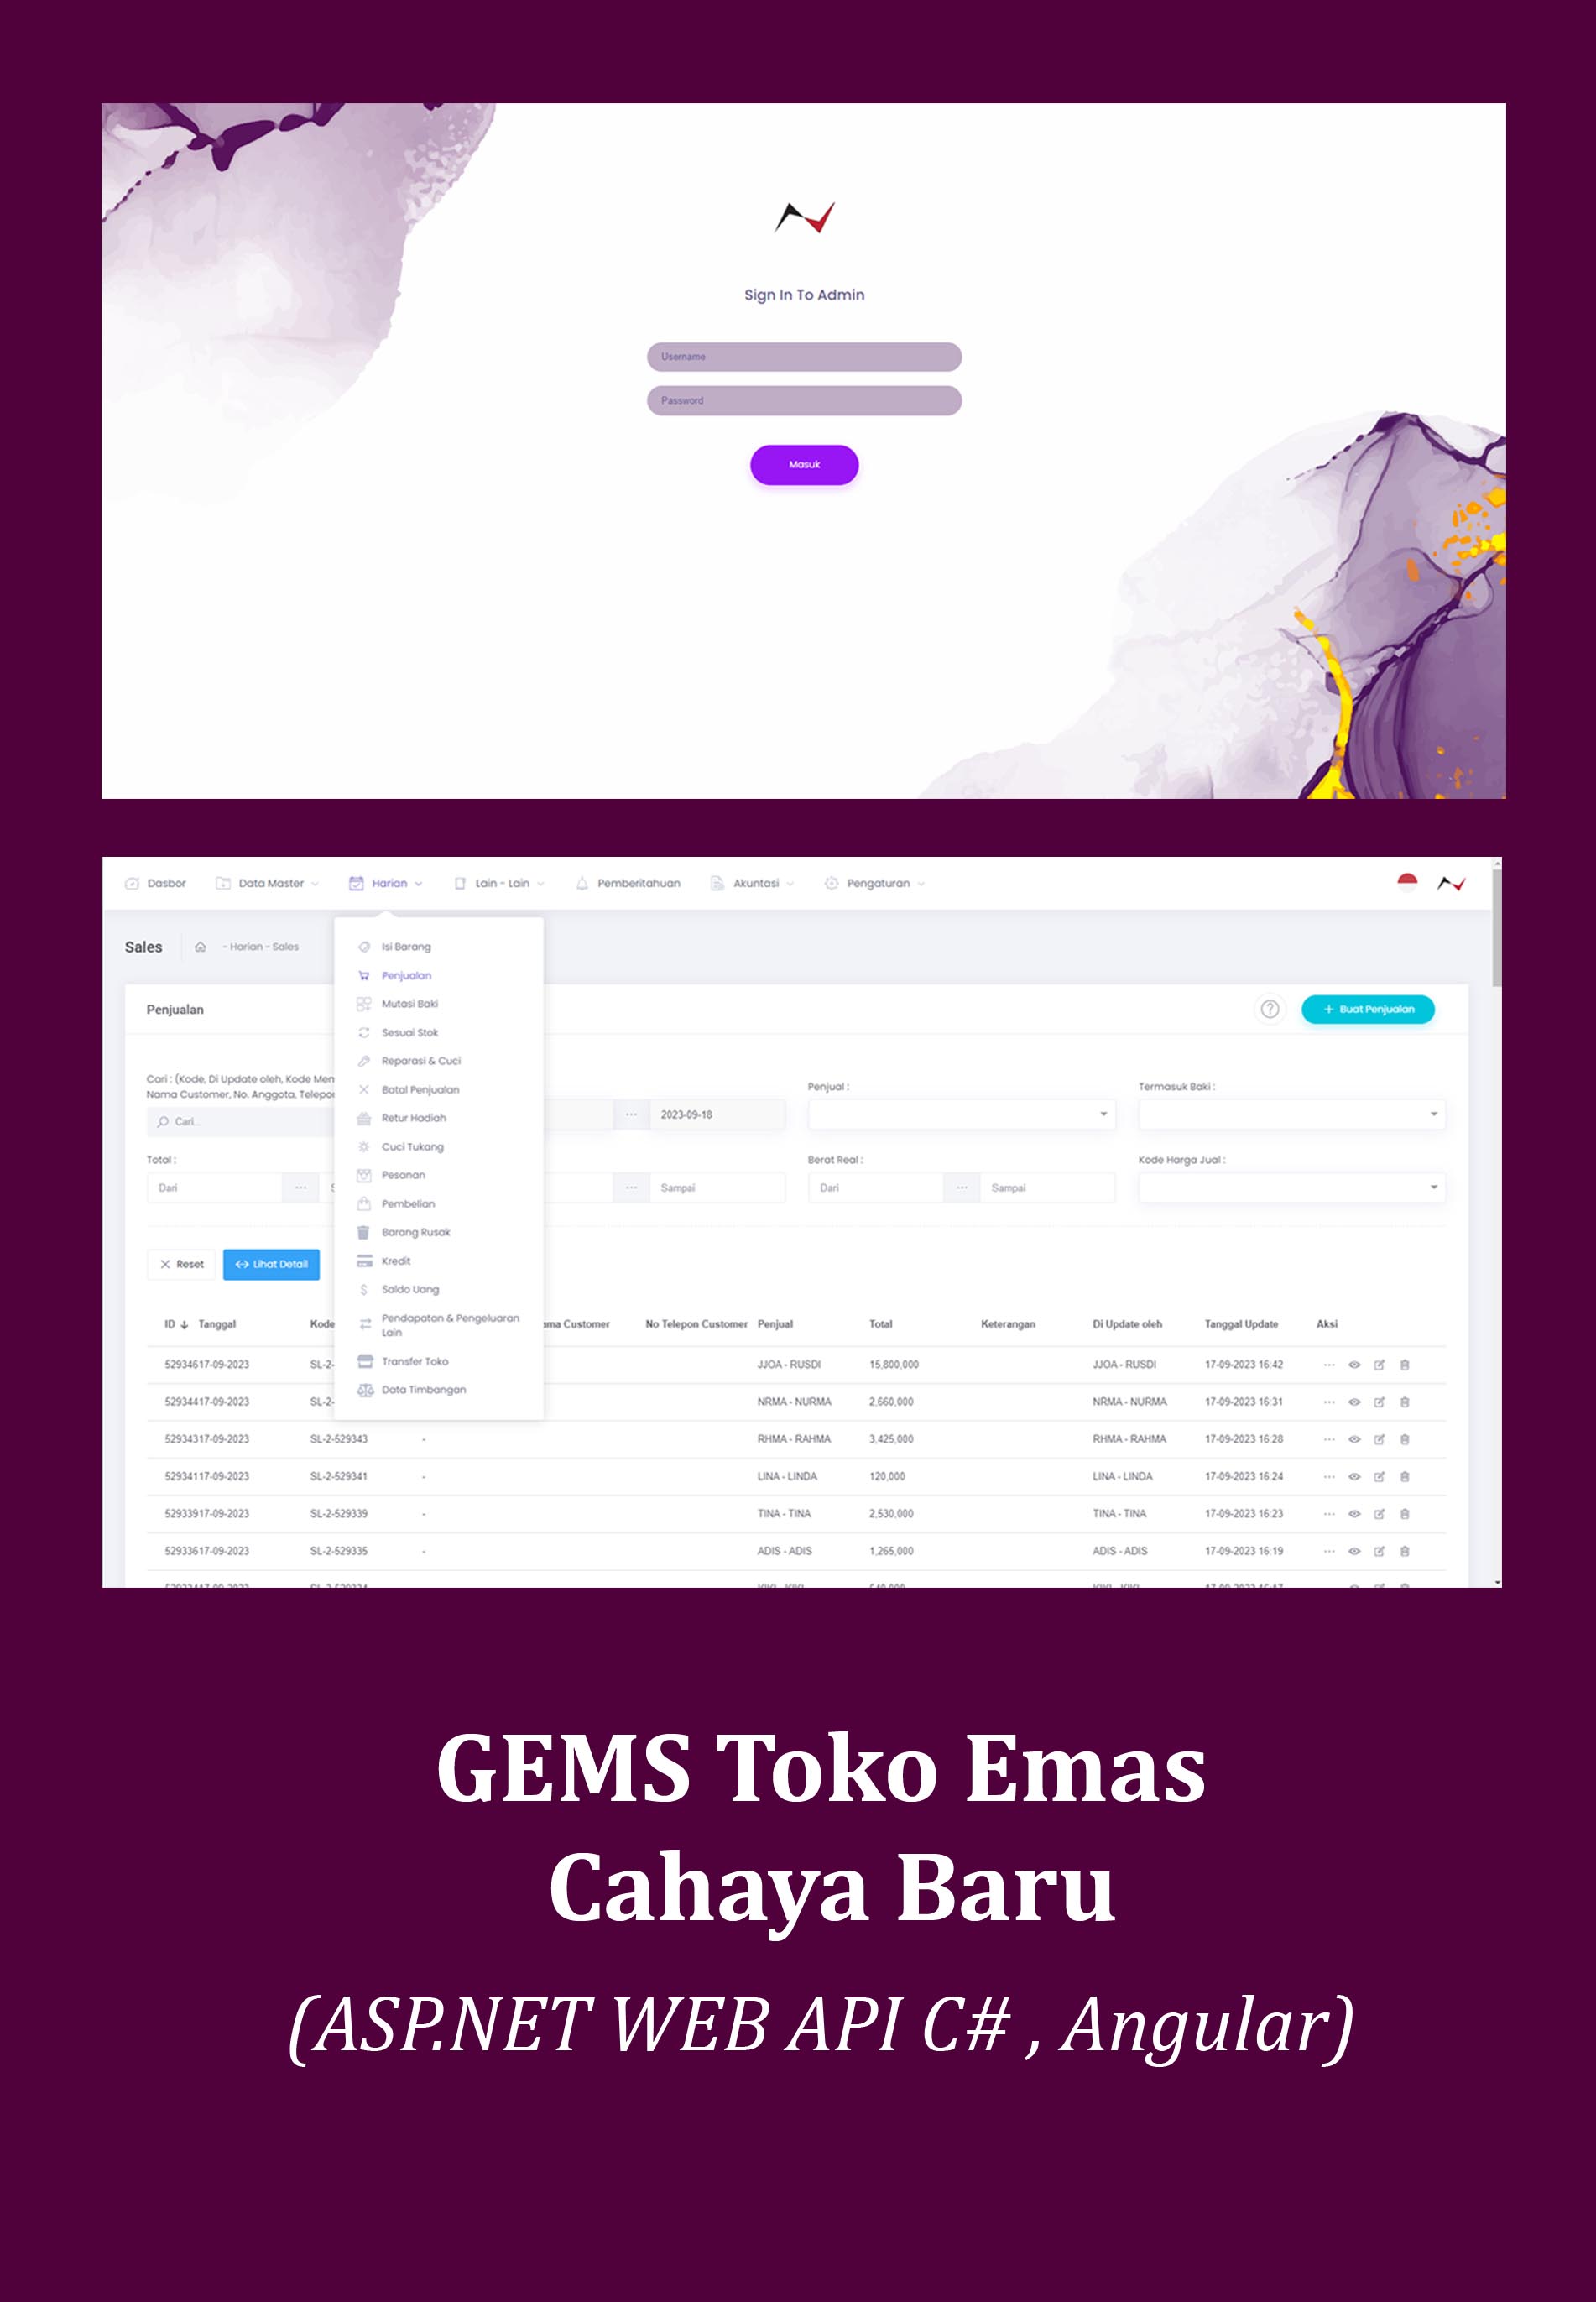 Sign In To Admin
Username
Password
Masuk
Dasbor Data Master Harian Lain - Lain Pemberitahuan Akuntasi Pengaturan
Sales - Harian - Sales
Isi Barang
Penjualan
Mutasi Baki
Sesuai Stok
Reparasi & Cuci
Batal Penjualan
Retur Hadiah
Cuci Tukang
Pesanan
Pembelian
Barang Rusak
Kredit
Saldo Uang
Pendapatan & Pengeluaran
Lain
Transfer Toko
Data Timbangan
Penjualan + Buat Penjualan
Cari : (Kode, Di Update oleh, Kode
Nama Customer, No. Anggota,
Cari...
2023-09-18
Penjual :
Termasuk Baki :
Total :
Dari ... 
... Sampai
Berat Real :
Dari ... Sampai
Kode Harga Jual :
Reset Lihat Detail
ID Tanggal Kode Customer No Telepon Customer Penjual Total Keterangan Di Update oleh Tanggal Update Aksi
52934617-09-2023 SL-2- JJOA - RUSDI 15,800,000 JJOA - RUSDI 17-09-2023 16:42
52934417-09-2023 SL-2- NRMA - NURMA 2,660,000 NRMA - NURMA 17-09-2023 16:31
52934317-09-2023 SL-2-529343 - RHMA - RAHMA 3,425,000 RHMA - RAHMA 17-09-2023 16:28
52934117-09-2023 SL-2-529341 - LINA - LINDA 120,000 LINA - LINDA 17-09-2023 16:24
52933917-09-2023 SL-2-529339 - TINA - TINA 2,530,000 TINA - TINA 17-09-2023 16:23
52933617-09-2023 SL-2-529335 - ADIS - ADIS 1,265,000 ADIS - ADIS 17-09-2023 16:19
GEMS Toko Emas
Cahaya Baru
(ASP.NET WEB API C# , Angular)